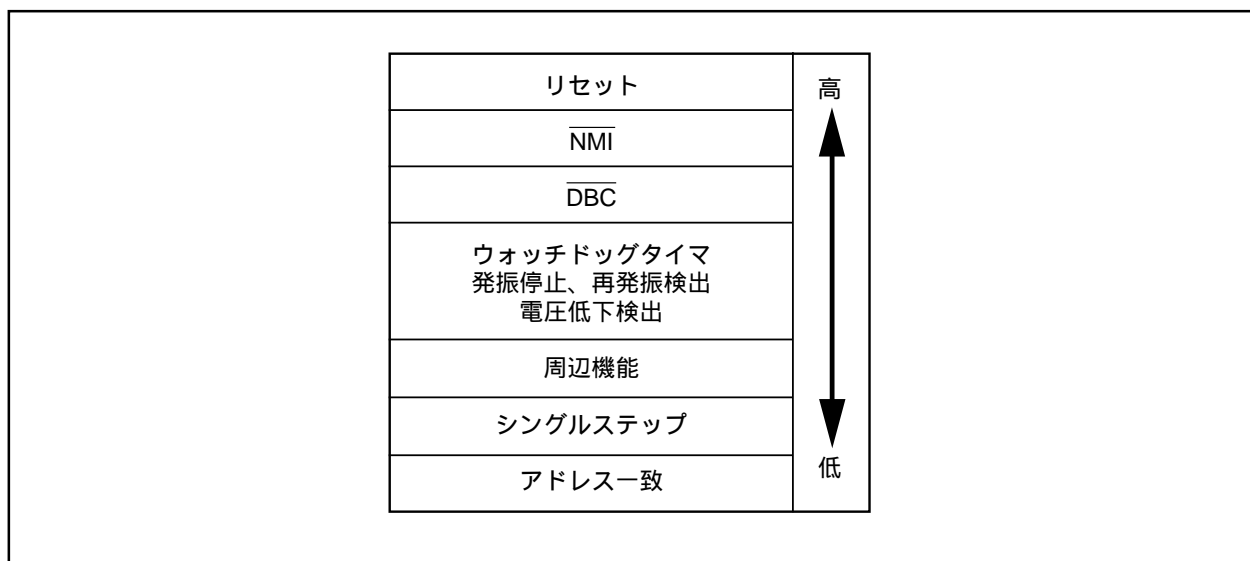 リセット
高
NMI
DBC
ウォッチドッグタイマ
発振停止、再発振検出
電圧低下検出
周辺機能
シングルステップ
アドレス一致
低